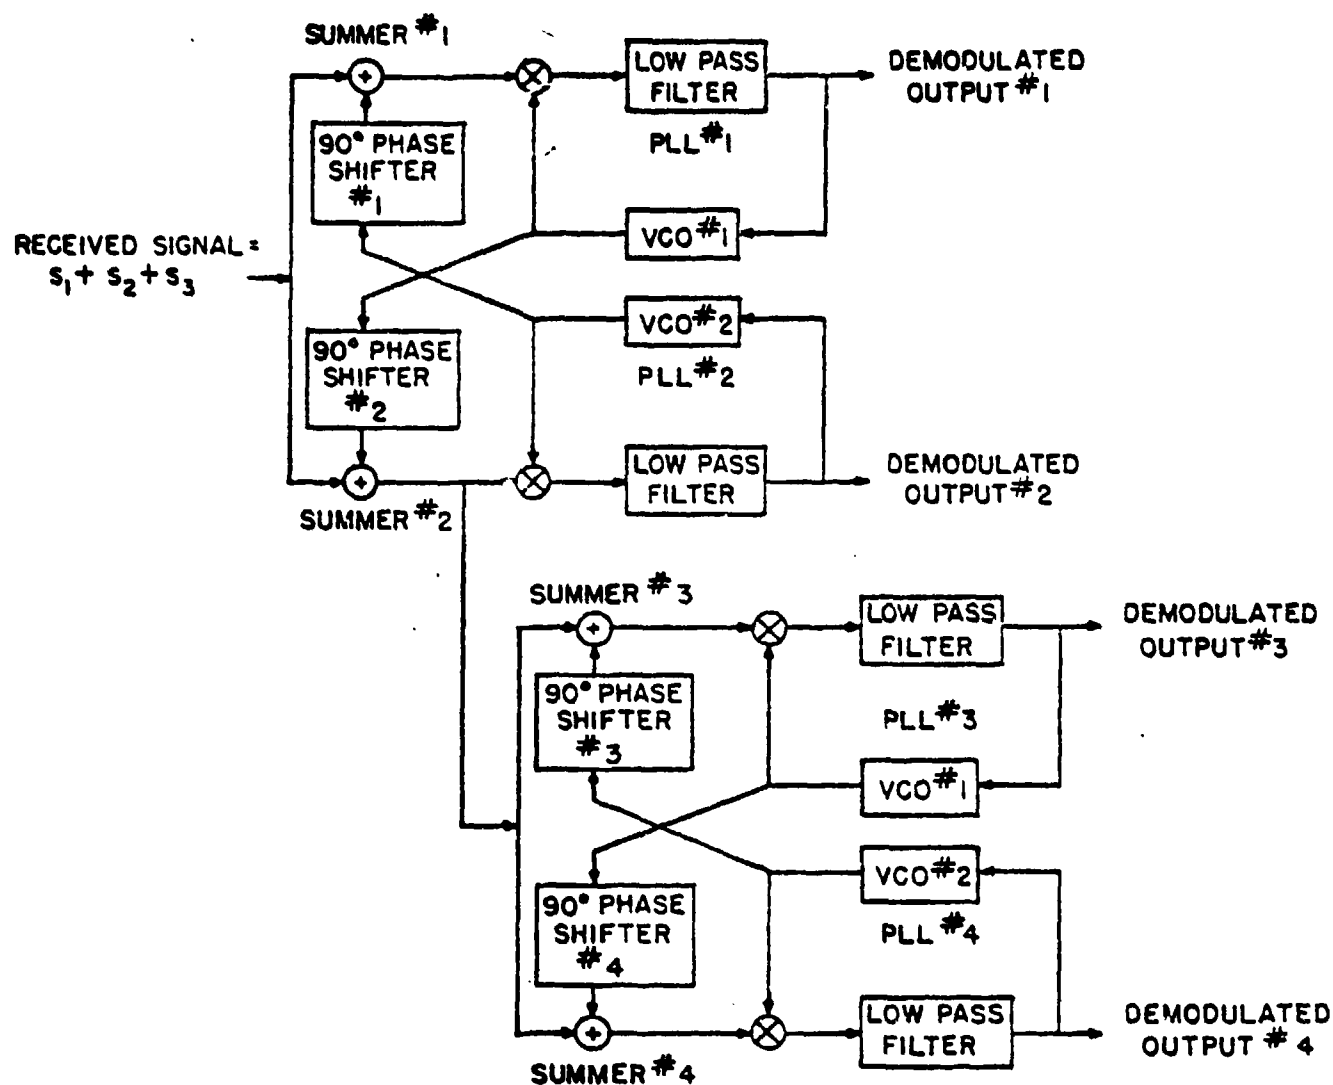 SUMMER #1
LOW PASS
FILTER
DEMODULATED
OUTPUT #1
PLL #1
90° PHASE
SHIFTER
#1
RECEIVED SIGNAL =
S1 + S2 + S3
VCO #1
VCO #2
PLL #2
90° PHASE
SHIFTER
#2
LOW PASS
FILTER
DEMODULATED
OUTPUT #2
SUMMER #2
SUMMER #3
LOW PASS
FILTER
DEMODULATED
OUTPUT #3
90° PHASE
SHIFTER
#3
PLL #3
VCO #1
VCO #2
PLL #4
90° PHASE
SHIFTER
#4
LOW PASS
FILTER
DEMODULATED
OUTPUT #4
SUMMER #4